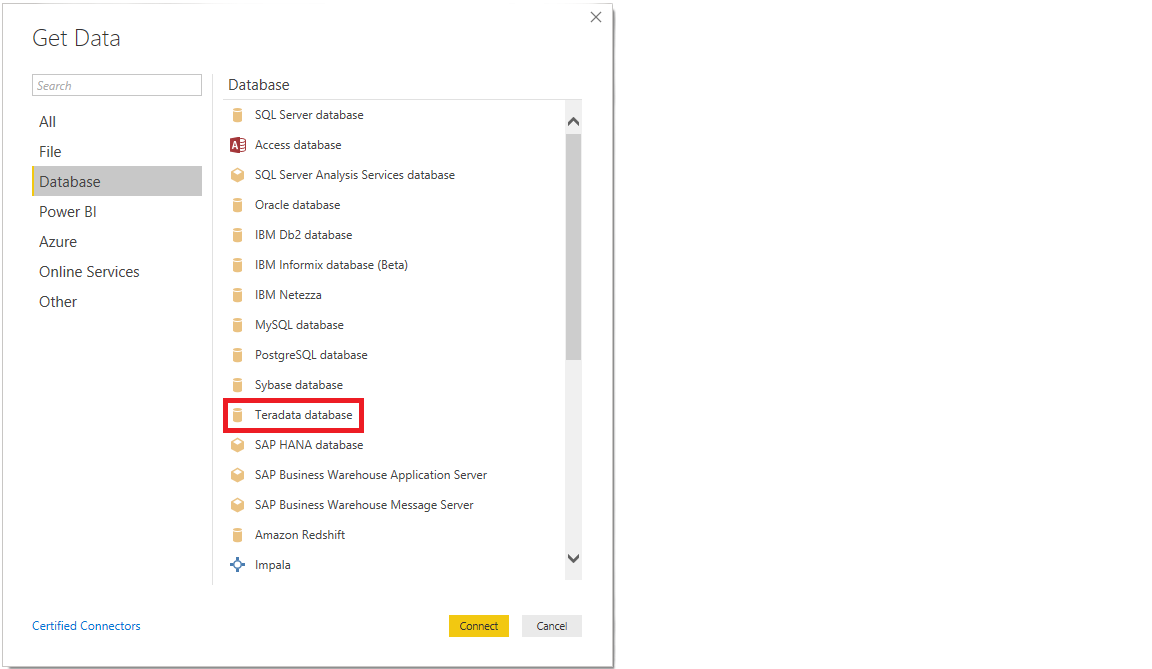 Get Data
Search
All
File
Database
Power BI
Azure
Online Services
Other
Database
SQL Server database
A Access database
SQL Server Analysis Services database
Oracle database
IBM Db2 database
IBM Informix database (Beta)
IBM Netezza
MySQL database
PostgreSQL database
Sybase database
Teradata database
SAP HANA database
SAP Business Warehouse Application Server
SAP Business Warehouse Message Server
Amazon Redshift
Impala
Certified Connectors
Connect
Cancel